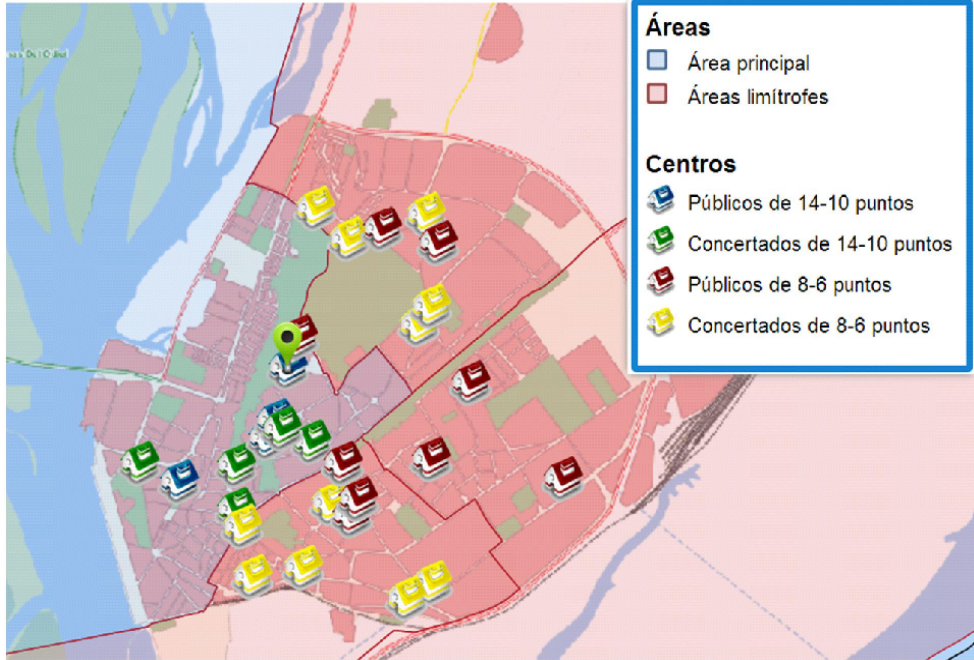 Áreas
Área principal
Áreas limítrofes
Centros
Públicos de 14-10 puntos
Concertados de 14-10 puntos
Públicos de 8-6 puntos
Concertados de 8-6 puntos